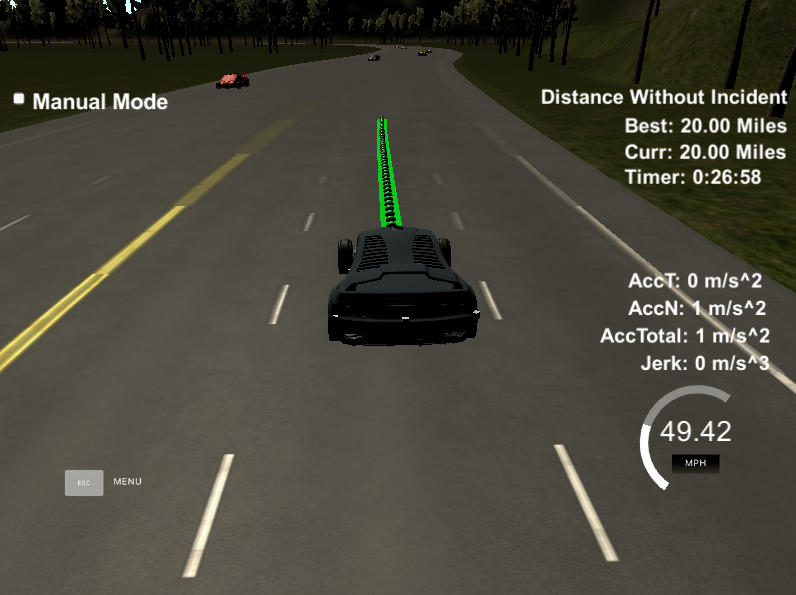 Manual Mode
Distance Without Incident
Best: 20.00 Miles
Curr: 20.00 Miles
Timer: 0:26:58
AccT: 0 m/s^2
AccN: 1 m/s^2
AccTotal: 1 m/s^2
Jerk: 0 m/s^3
49.42
MPH
ESC MENU